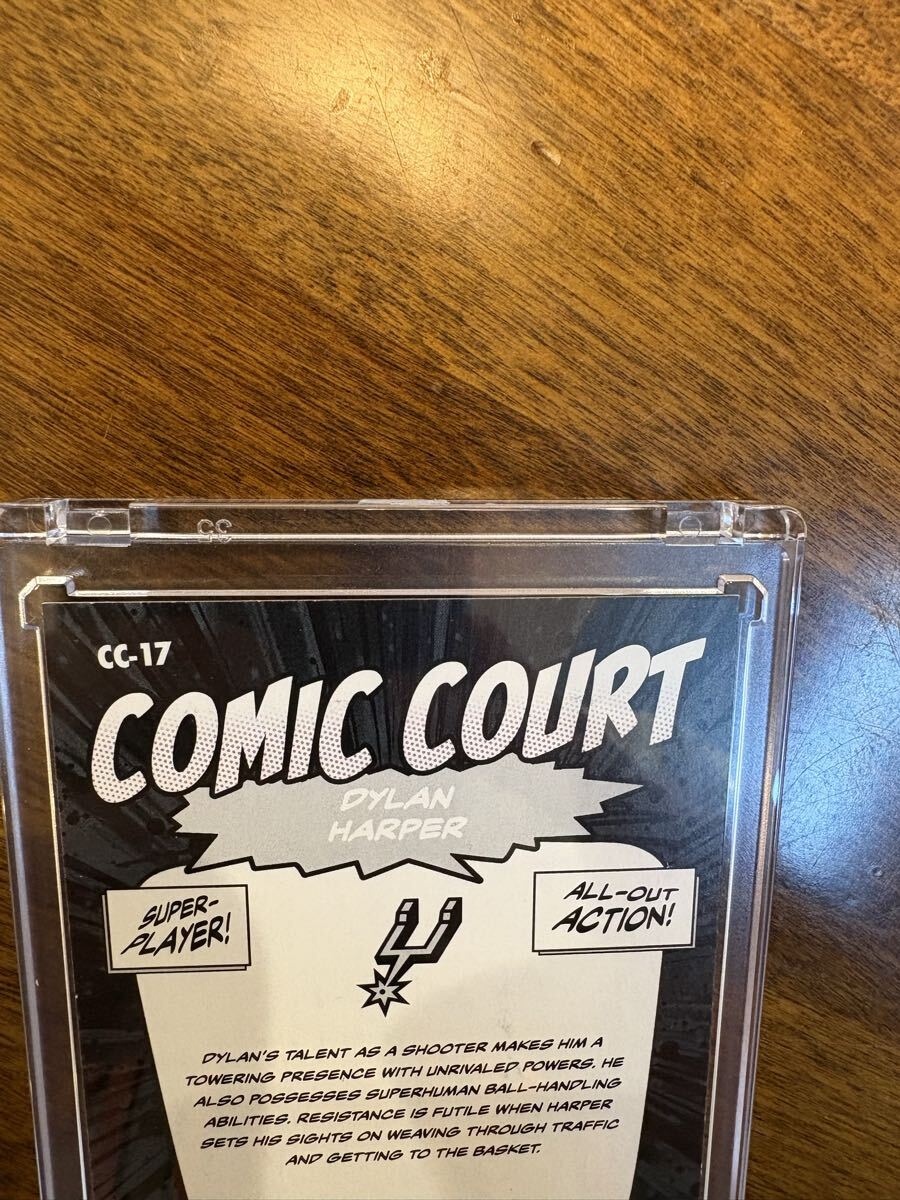 35
CC-17
COMIC COURT
DYLAN
HARPER
SUPER-
PLAYER!
ALL-OUT
ACTION!
DYLAN'S TALENT AS A SHOOTER MAKES HIM A
TOWERING PRESENCE WITH UNRIVALED POWERS. HE
ALSO POSSESSES SUPERHUMAN BALL-HANDLING
ABILITIES. RESISTANCE IS FUTILE WHEN HARPER
SETS HIS SIGHTS ON WEAVING THROUGH TRAFFIC
AND GETTING TO THE BASKET.